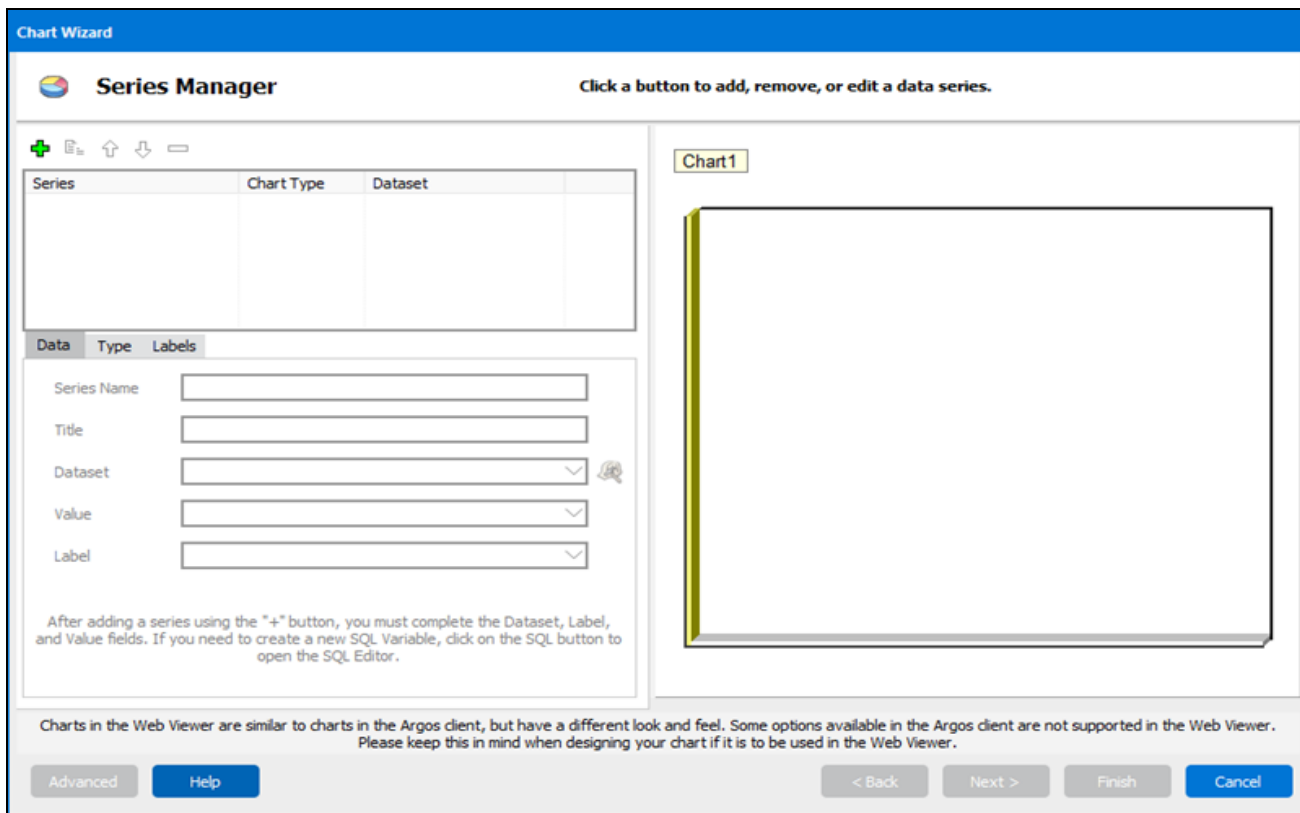 Chart Wizard
Series Manager
Click a button to add, remove, or edit a data series.
Series Chart Type Dataset
Data Type Labels
Series Name
Title
Dataset
Value
Label
After adding a series using the "+" button, you must complete the Dataset, Label,
and Value fields. If you need to create a new SQL Variable, click on the SQL button to
open the SQL Editor.
Chart1
Charts in the Web Viewer are similar to charts in the Argos client, but have a different look and feel. Some options available in the Argos client are not supported in the Web Viewer.
Please keep this in mind when designing your chart if it is to be used in the Web Viewer.
Advanced Help < Back Next > Finish Cancel